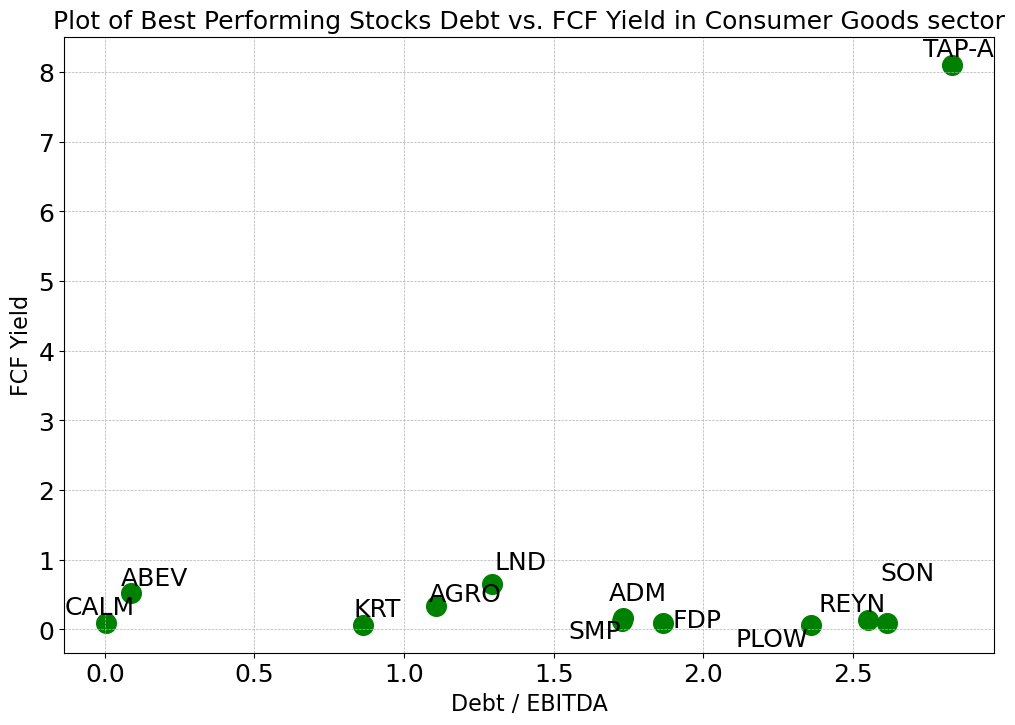 Plot of Best Performing Stocks Debt vs. FCF Yield in Consumer Goods sector
TAP-A
8
7
6
5
4
3
2
1
0
FCF Yield
CALM
ABEV
KRT
AGRO
LND
SMP
ADM
FDP
PLOW
REYN
SON
0.0 0.5 1.0 1.5 2.0 2.5
Debt / EBITDA